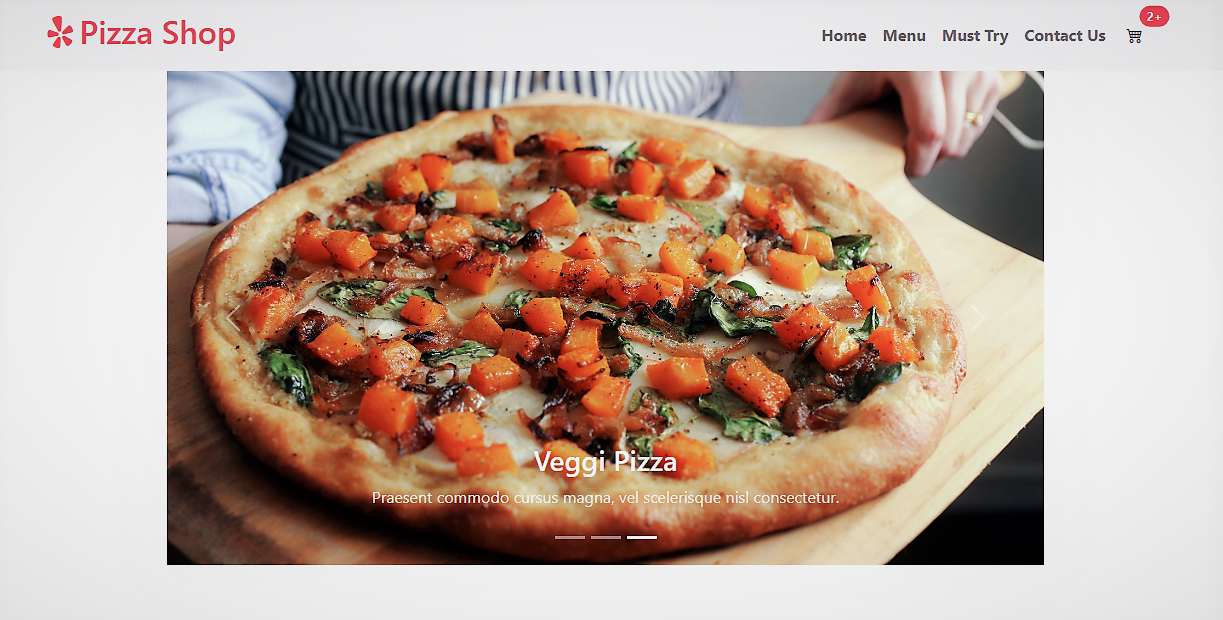 Pizza Shop
Home Menu Must Try Contact Us 2+
Veggi Pizza
Praesent commodo cursus magna, vel scelerisque nisl consectetur.